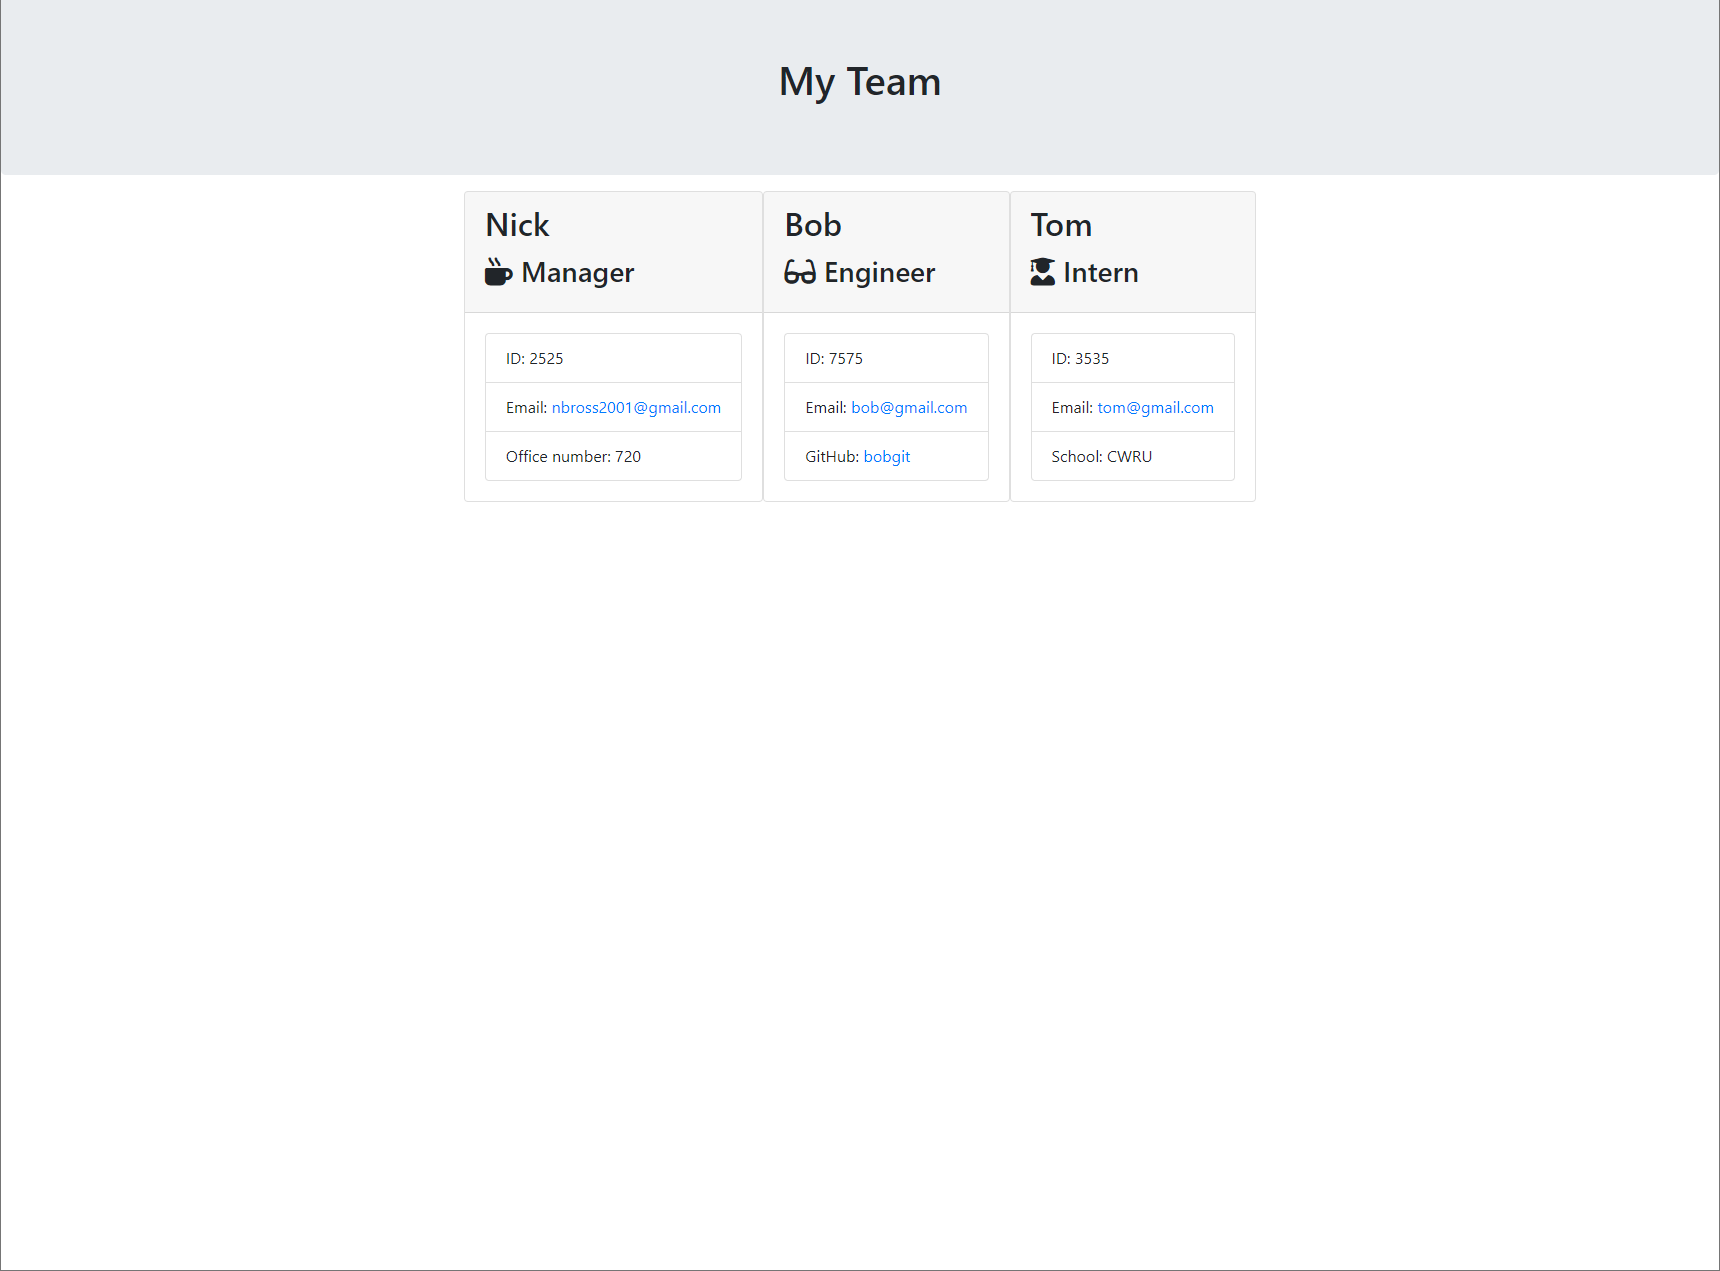 My Team
Nick
Manager
ID: 2525
Email: nbross2001@gmail.com
Office number: 720
Bob
Engineer
ID: 7575
Email: bob@gmail.com
GitHub: bobgit
Tom
Intern
ID: 3535
Email: tom@gmail.com
School: CWRU